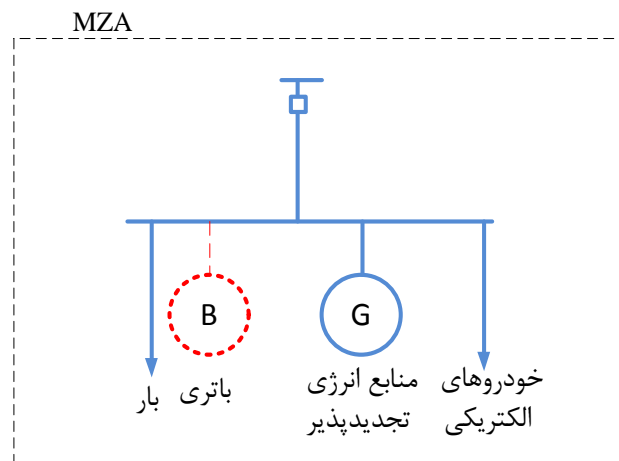 MZA
B
G
بار
باتری
منابع انرژی
تجدیدپذیر
خودروهای
الکتریکی